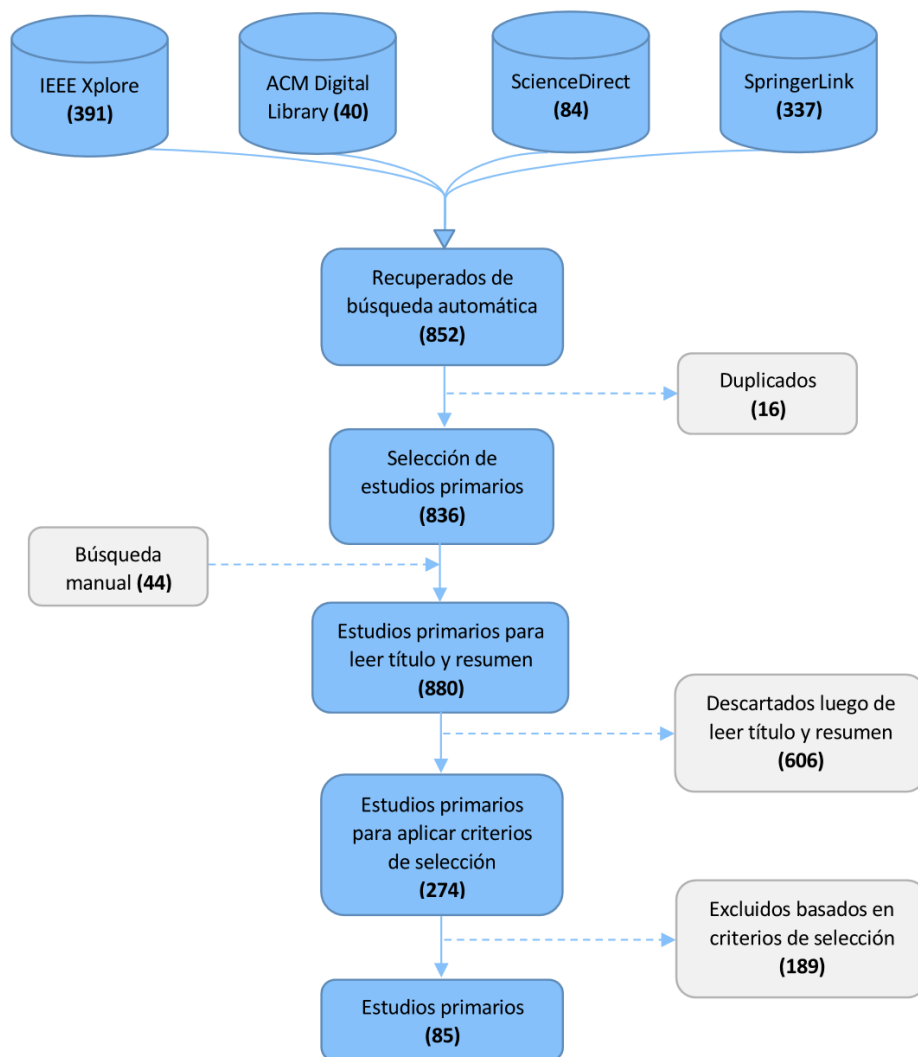 IEEE Xplore
(391)
ACM Digital
Library (40)
ScienceDirect
(84)
SpringerLink
(337)
Recuperados de
búsqueda automática
(852)
Duplicados
(16)
Selección de
estudios primarios
(836)
Búsqueda
manual (44)
Estudios primarios para
leer título y resumen
(880)
Descartados luego de
leer título y resumen
(606)
Estudios primarios
para aplicar criterios
de selección
(274)
Excluidos basados en
criterios de selección
(189)
Estudios primarios
(85)